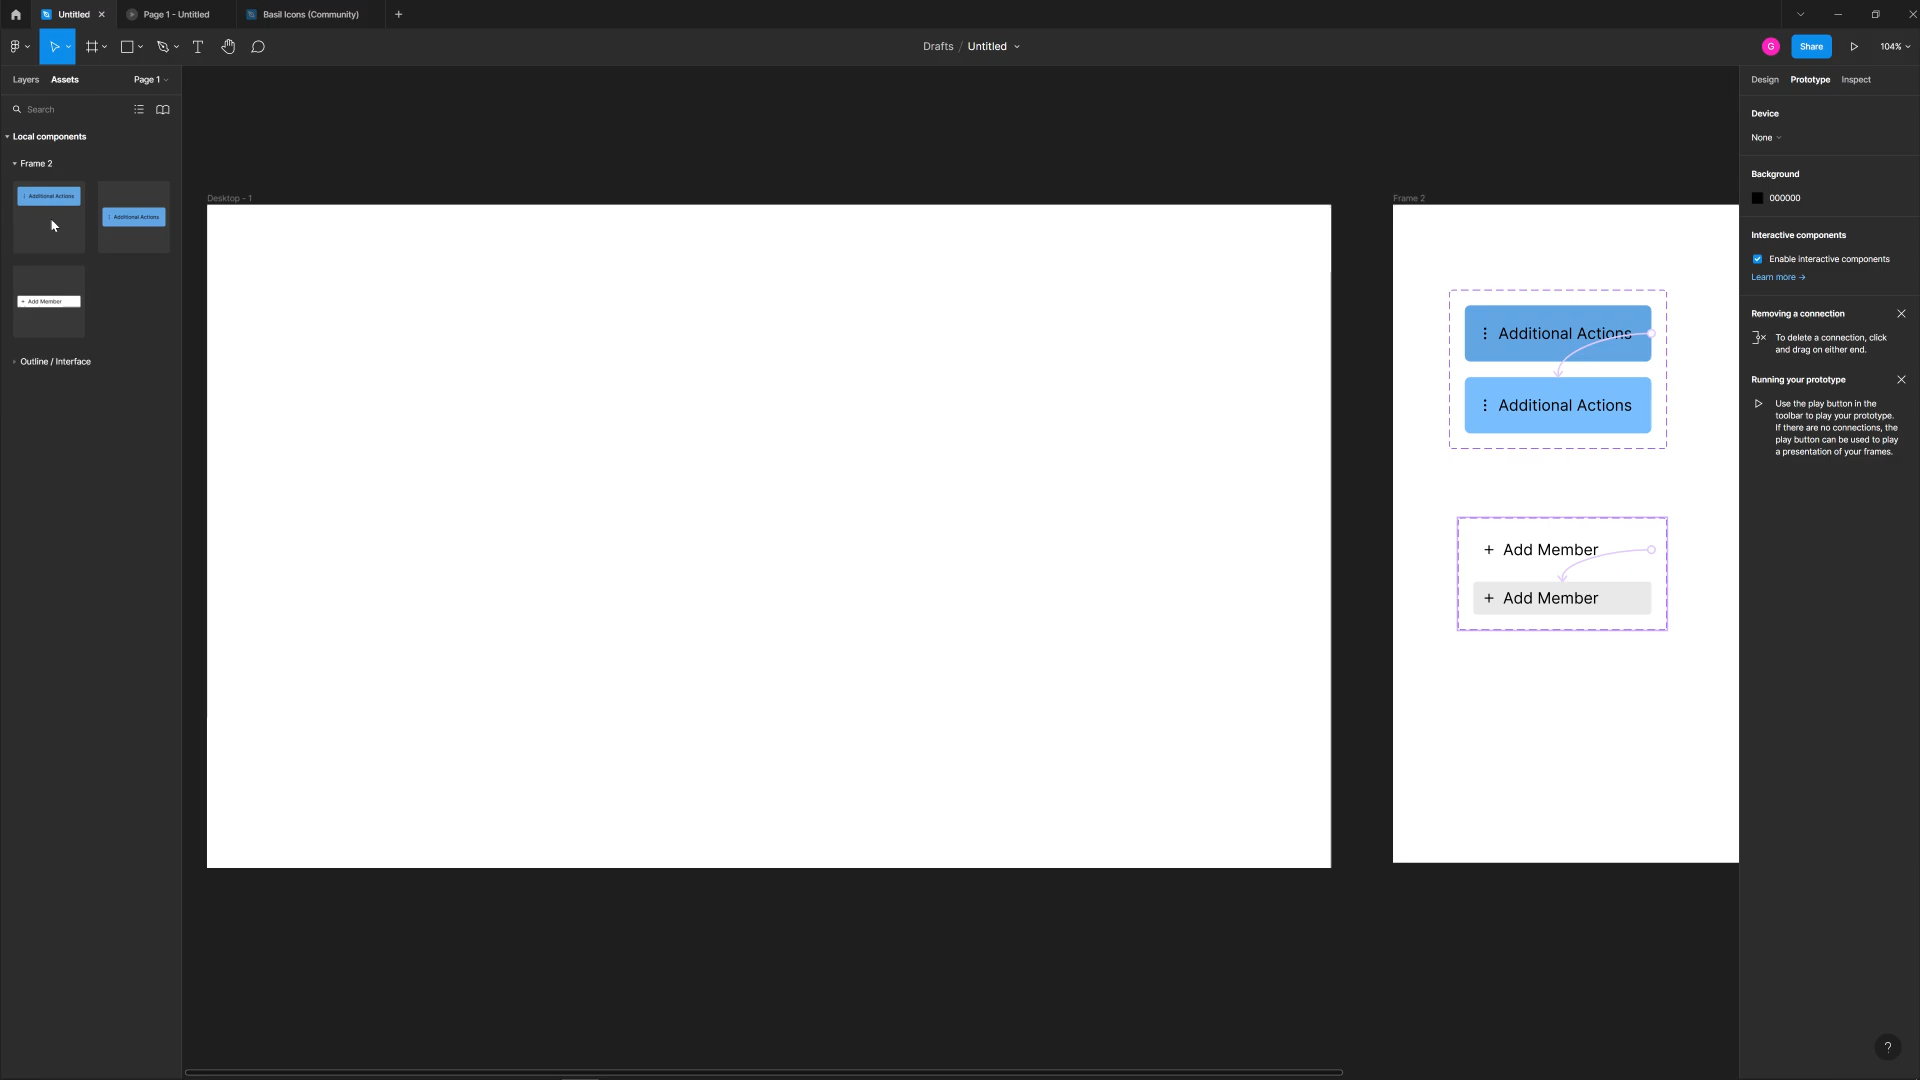 Untitled
Page 1 - Untitled
Basil Icons (Community)
Drafts / Untitled
G
Share
104%
Layers
Assets
Page 1
Design
Prototype
Inspect
Search
Local components
Frame 2
Additional Actions
Additional Actions
+ Add Member
Outline / Interface
Desktop - 1
Frame 2
Additional Actions
Additional Actions
+ Add Member
+ Add Member
Device
None
Background
000000
Interactive components
Enable interactive components
Learn more →
Removing a connection
To delete a connection, click
and drag on either end.
Running your prototype
Use the play button in the
toolbar to play your prototype.
If there are no connections, the
play button can be used to play
a presentation of your frames.
?